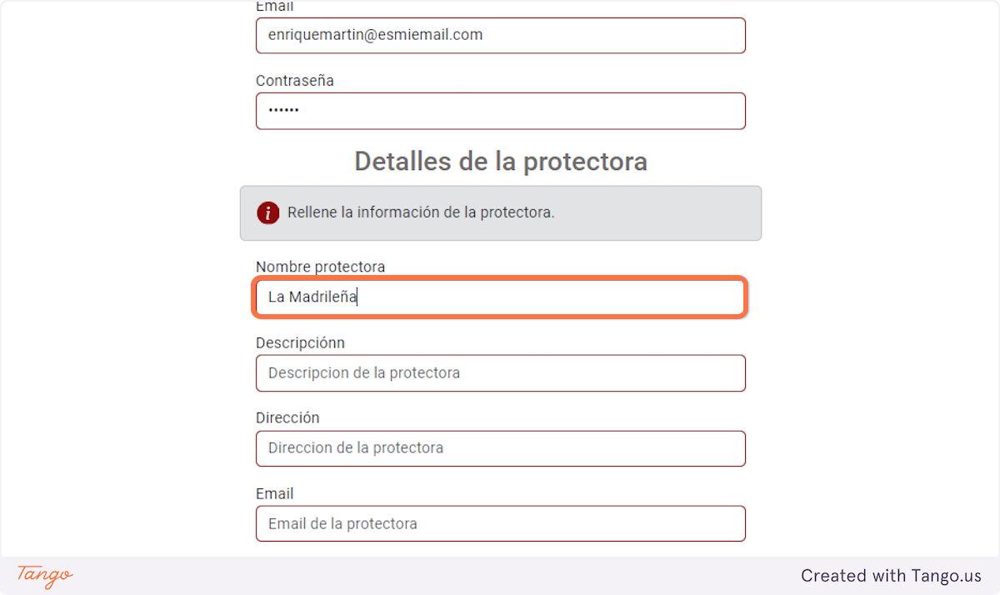 Email
enriquemartin@esmiemail.com
Contraseña
••••••
Detalles de la protectora
i Rellene la información de la protectora.
Nombre protectora
La Madrileña
Descripciónn
Descripcion de la protectora
Dirección
Direccion de la protectora
Email
Email de la protectora
Tango
Created with Tango.us